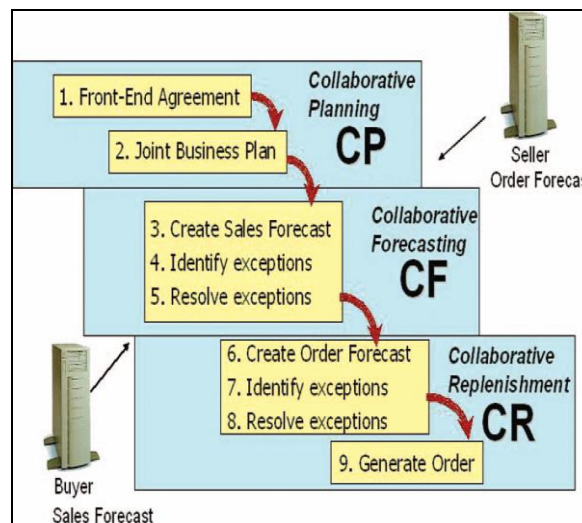 1. Front-End Agreement
2. Joint Business Plan
Collaborative
Planning
CP
Seller
Order Forecast
3. Create Sales Forecast
4. Identify exceptions
5. Resolve exceptions
Collaborative
Forecasting
CF
6. Create Order Forecast
7. Identify exceptions
8. Resolve exceptions
Collaborative
Replenishment
CR
9. Generate Order
Buyer
Sales Forecast